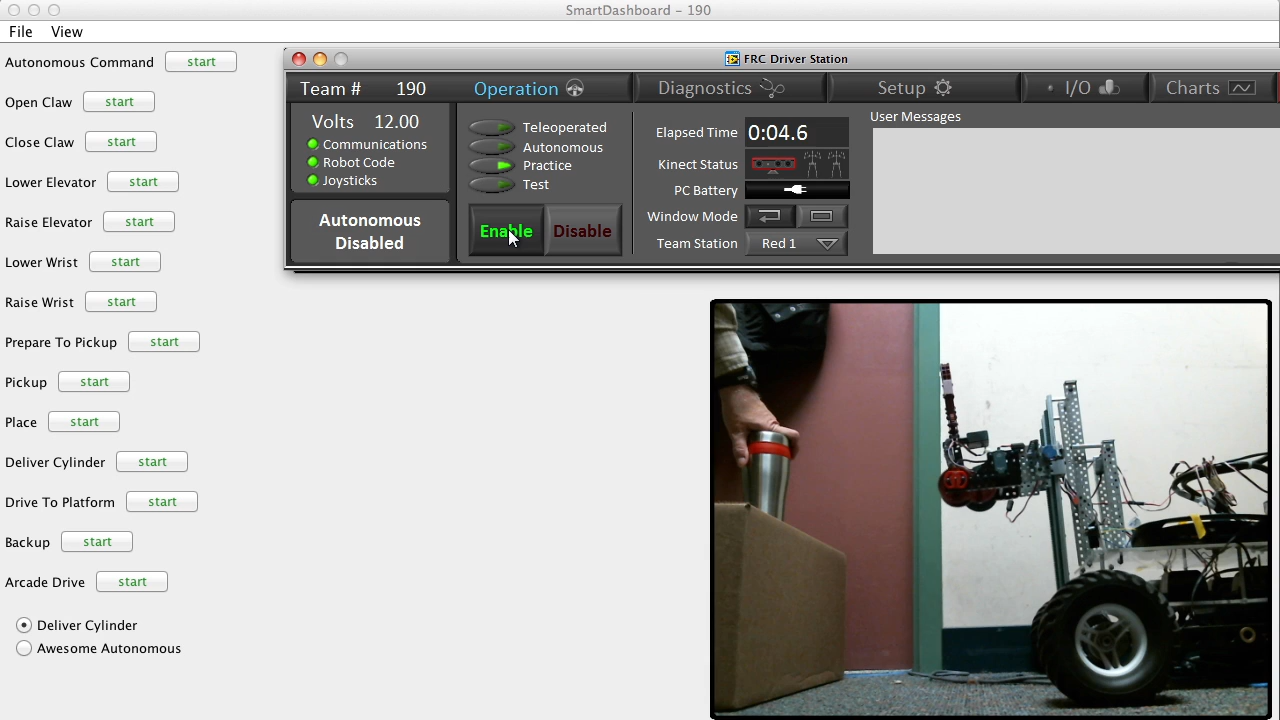 SmartDashboard - 190
File View
Autonomous Command start
Open Claw start
Close Claw start
Lower Elevator start
Raise Elevator start
Lower Wrist start
Raise Wrist start
Prepare To Pickup start
Pickup start
Place start
Deliver Cylinder start
Drive To Platform start
Backup start
Arcade Drive start
Deliver Cylinder
Awesome Autonomous
FRC Driver Station
Team # 190 Operation Diagnostics Setup I/O Charts
Volts 12.00
Communications
Robot Code
Joysticks
Autonomous
Disabled
Teleoperated
Autonomous
Practice
Test
Enable Disable
Elapsed Time 0:04.6
Kinect Status
PC Battery
Window Mode
Team Station Red 1
User Messages